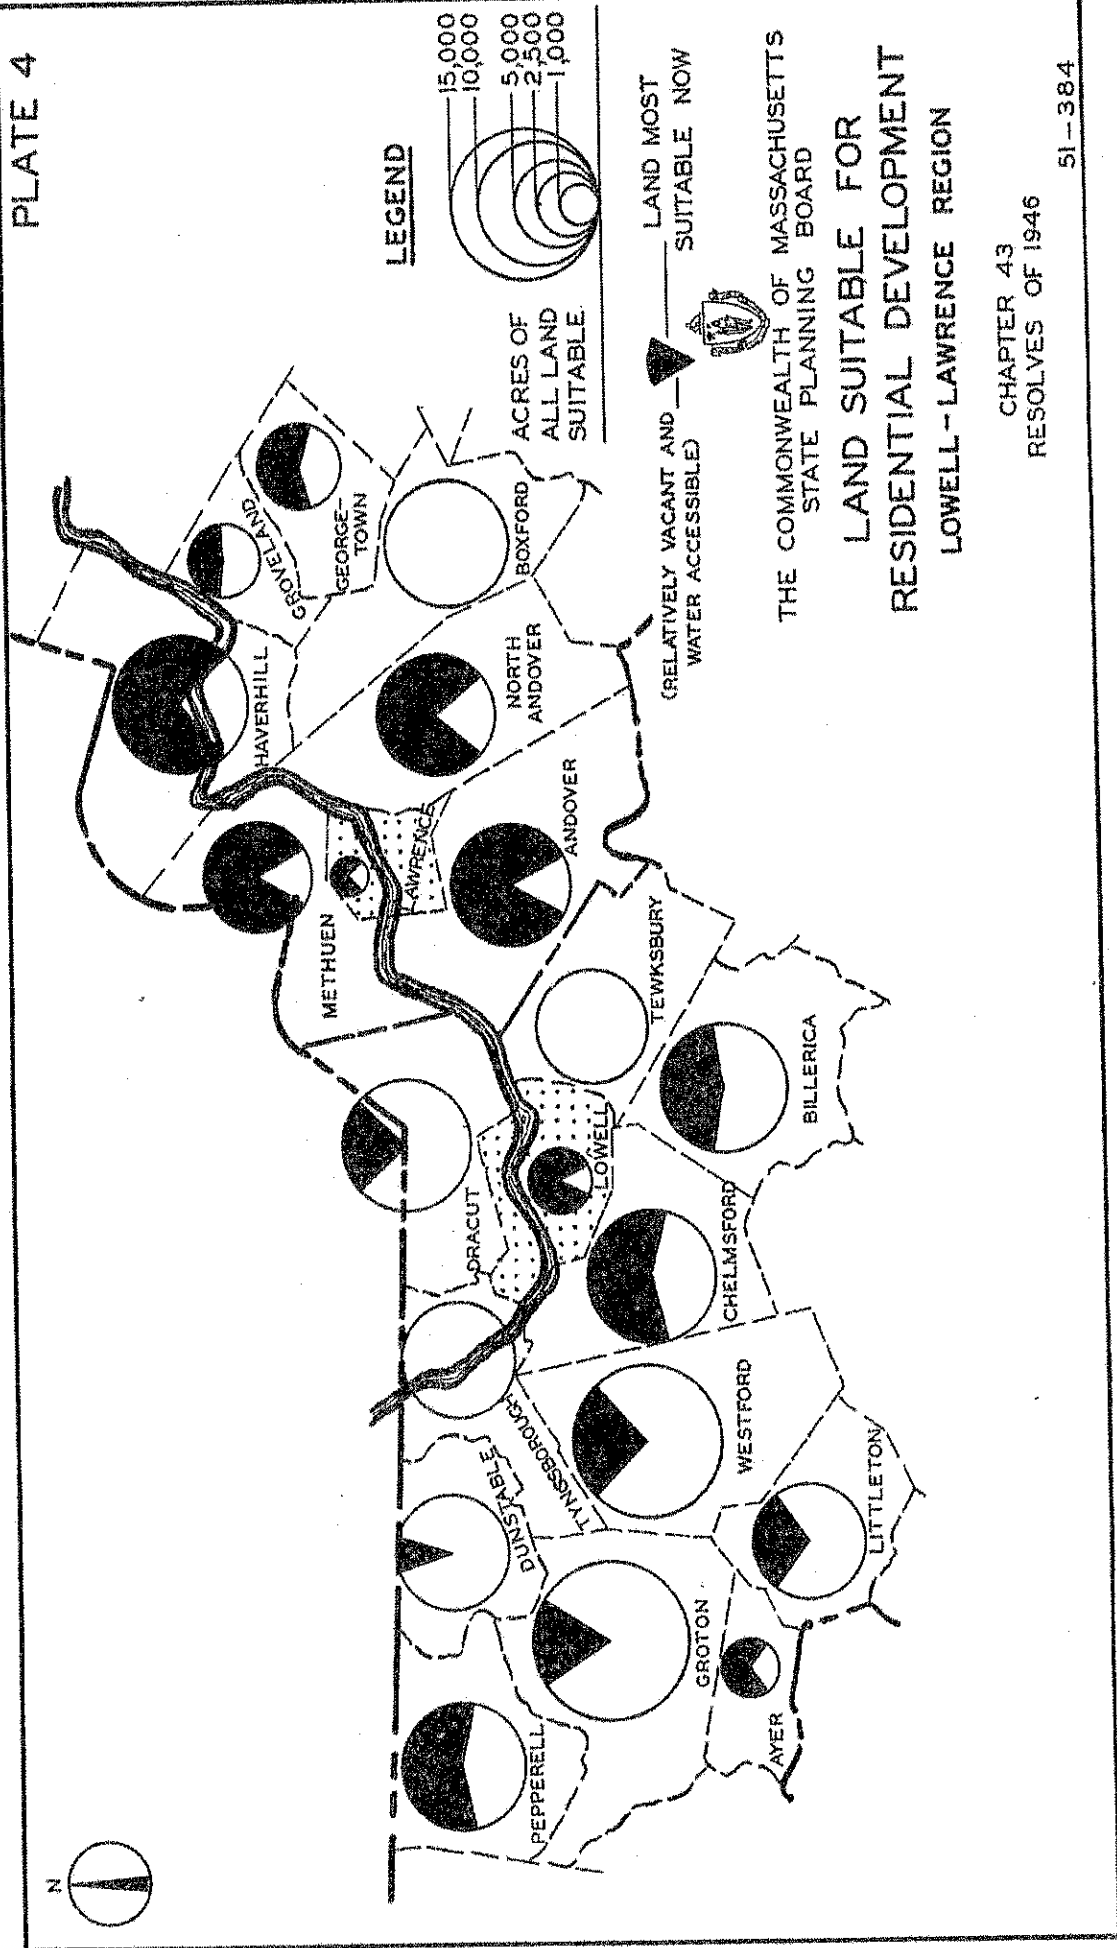 PLATE 4
N
LEGEND
ACRES OF
ALL LAND
SUITABLE.
15,000
10,000
5,000
2,500
1,000
(RELATIVELY VACANT AND
WATER ACCESSIBLE)
LAND MOST
SUITABLE NOW
THE COMMONWEALTH OF MASSACHUSETTS
STATE PLANNING BOARD
LAND SUITABLE FOR
RESIDENTIAL DEVELOPMENT
LOWELL-LAWRENCE REGION
CHAPTER 43
RESOLVES OF 1946
51-384
HAVERHILL
GROVELAND
GEORGE-
TOWN
BOXFORD
NORTH
ANDOVER
METHUEN
LAWRENCE
ANDOVER
TEWKSBURY
BILLERICA
DRACUT
LOWELL
CHELMSFORD
TYNGSBOROUGH
WESTFORD
DUNSTABLE
LITTLETON
GROTON
PEPPERELL
AYER